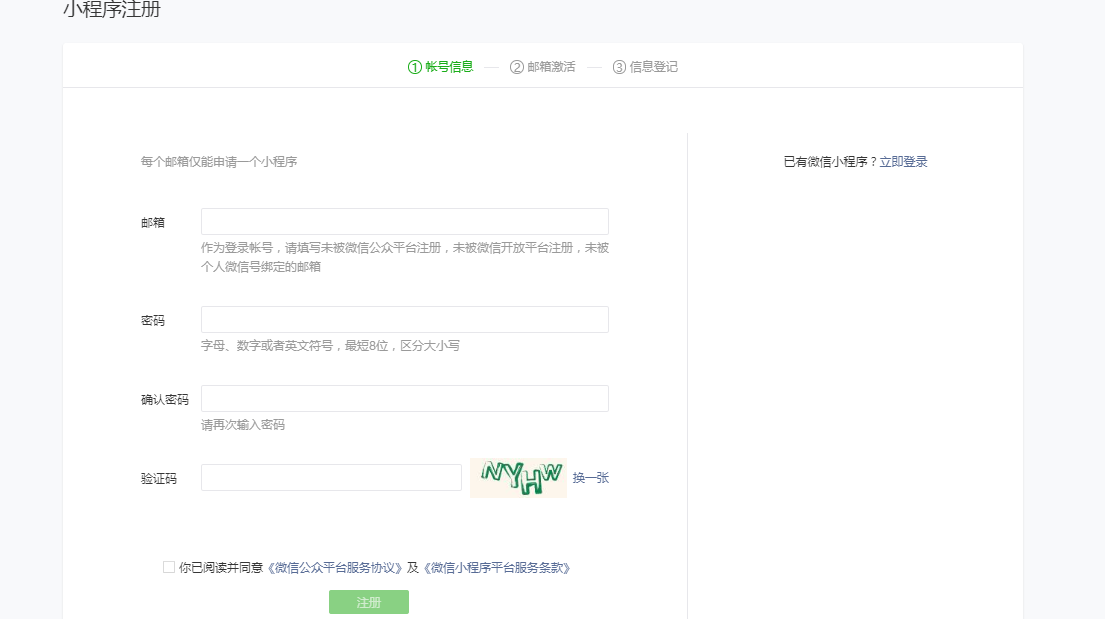 小程序注册
① 帐号信息 — ② 邮箱激活 — ③ 信息登记
每个邮箱仅能申请一个小程序
已有微信小程序？立即登录
邮箱
作为登录帐号，请填写未被微信公众平台注册，未被微信开放平台注册，未被
个人微信号绑定的邮箱
密码
字母、数字或者英文符号，最短8位，区分大小写
确认密码
请再次输入密码
验证码 NYHW 换一张
你已阅读并同意《微信公众平台服务协议》及《微信小程序平台服务条款》
注册